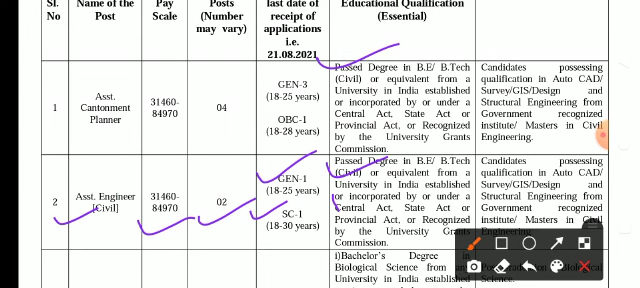 Sl. No
Name of the Post
Pay Scale
Posts (Number may vary)
last date of receipt of applications i.e. 21.08.2021
Educational Qualification (Essential)
1
Asst. Cantonment Planner
31460-84970
04
GEN-3
(18-25 years)
OBC-1
(18-28 years)
Passed Degree in B.E/ B.Tech
(Civil) or equivalent from a
University in India established
or incorporated by or under a
Central Act, State Act or
Provincial Act, or Recognized
by the University Grants
Commission.
Candidates possessing
qualification in Auto CAD/
Survey/GIS/Design and
Structural Engineering from
Government recognized
institute/ Masters in Civil
Engineering.
2
Asst. Engineer
[Civil]
31460-84970
02
GEN-1
(18-25 years)
SC-1
(18-30 years)
Passed Degree in B.E/ B.Tech
(Civil) or equivalent from a
University in India established
or incorporated by or under a
Central Act, State Act or
Provincial Act, or Recognized
by the University Grants
Commission.
Candidates possessing
qualification in Auto CAD/
Survey/GIS/Design and
Structural Engineering from
Government recognized
institute/ Masters in Civil
i)Bachelor's Degree in
Biological Science from an
University in India
Biological
Science.